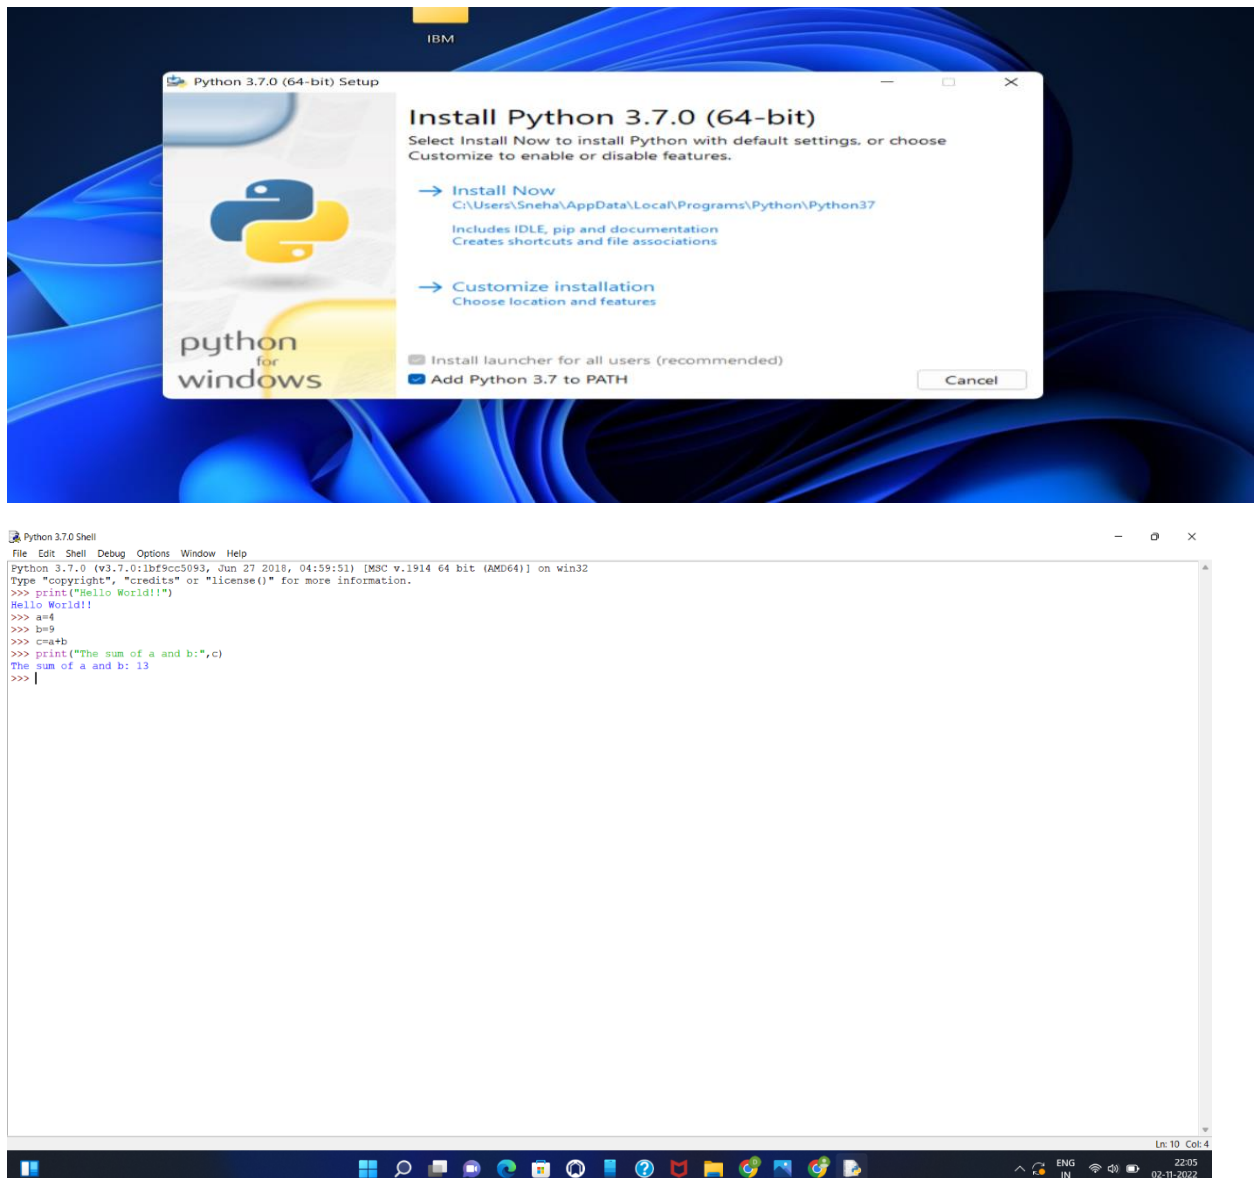 IBM
Python 3.7.0 (64-bit) Setup
Install Python 3.7.0 (64-bit)
Select Install Now to install Python with default settings, or choose
Customize to enable or disable features.
Install Now
C:\Users\Sneha\AppData\Local\Programs\Python\Python37
Includes IDLE, pip and documentation
Creates shortcuts and file associations
Customize installation
Choose location and features
python
for
windows
Install launcher for all users (recommended)
Add Python 3.7 to PATH
Cancel
Python 3.7.0 Shell
File Edit Shell Debug Options Window Help
Python 3.7.0 (v3.7.0:1bf9cc5093, Jun 27 2018, 04:59:51) [MSC v.1914 64 bit (AMD64)] on win32
Type "copyright", "credits" or "license()" for more information.
>>> print("Hello World!!")
Hello World!!
>>> a=4
>>> b=9
>>> c=a+b
>>> print("The sum of a and b:",c)
The sum of a and b: 13
>>>
Ln: 10 Col: 4
ENG 22:05
IN 02-11-2022